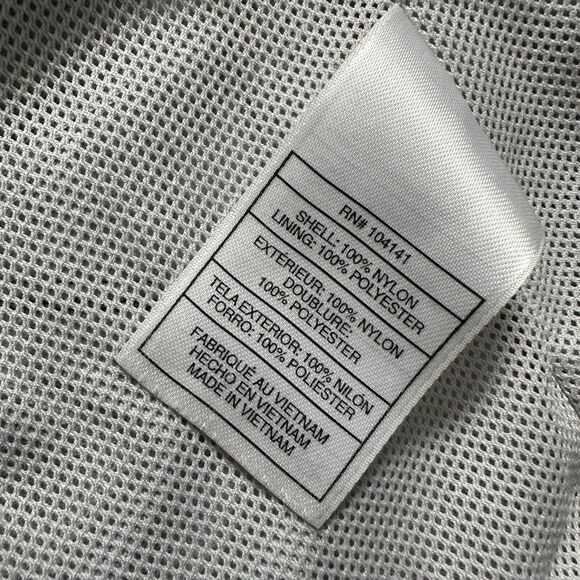 RN# 104141
SHELL: 100% NYLON
LINING: 100% POLYESTER
EXTÉRIEUR: 100% NYLON
DOUBLURE:
100% POLYESTER
TELA EXTERIOR: 100% NILÓN
FORRO: 100% POLIÉSTER
FABRIQUÉ AU VIETNAM
HECHO EN VIETNAM
MADE IN VIETNAM